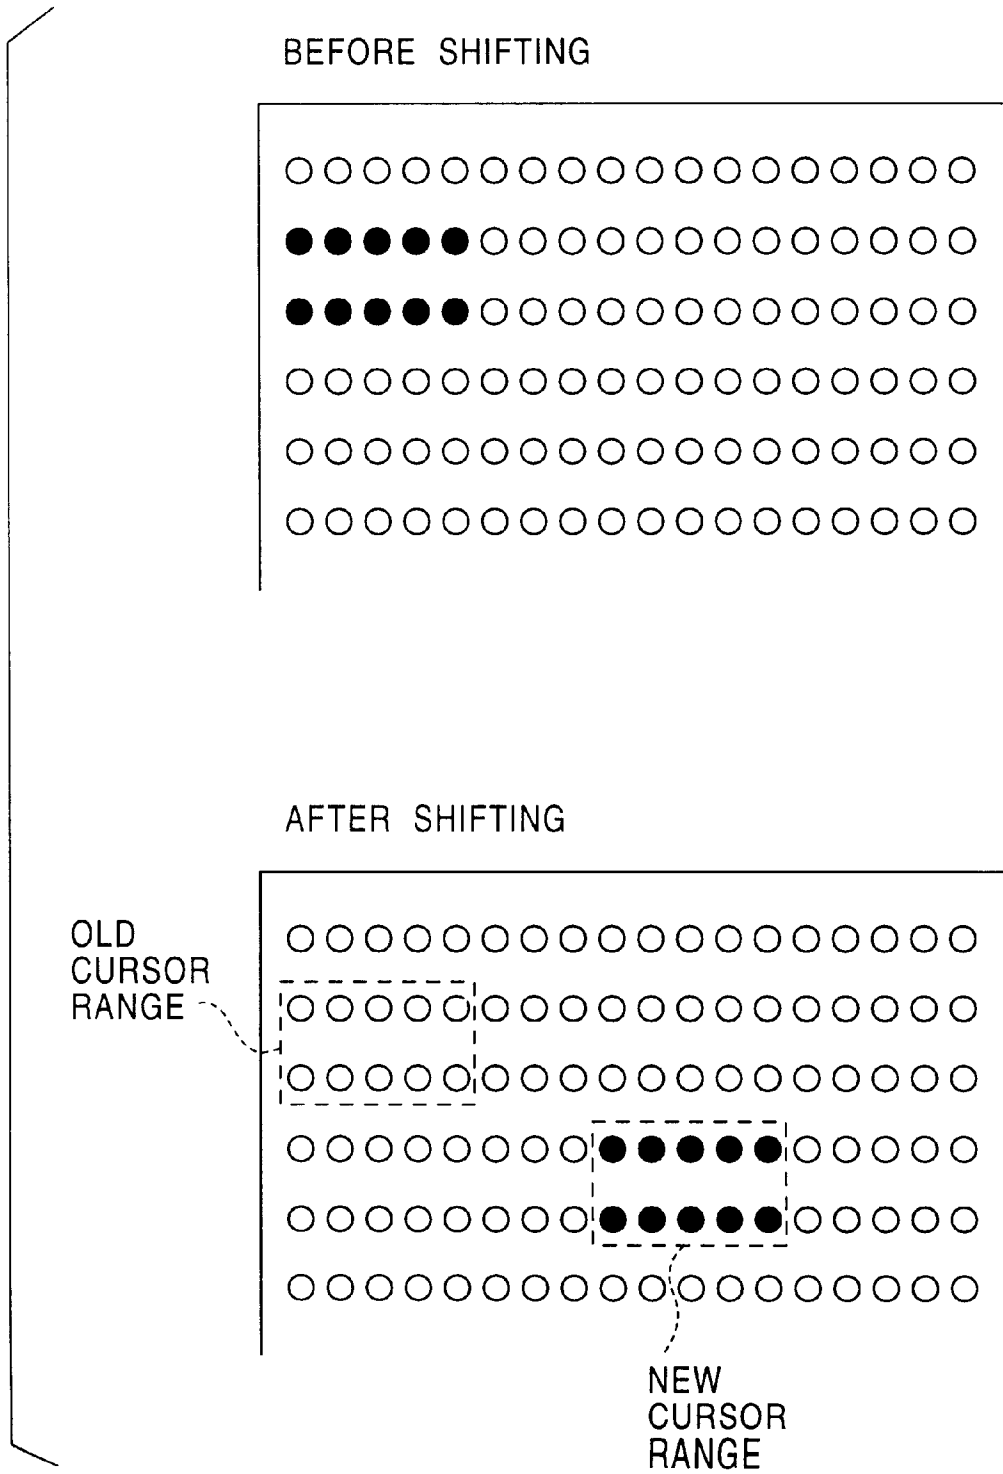 BEFORE SHIFTING
AFTER SHIFTING
OLD
CURSOR
RANGE
NEW
CURSOR
RANGE